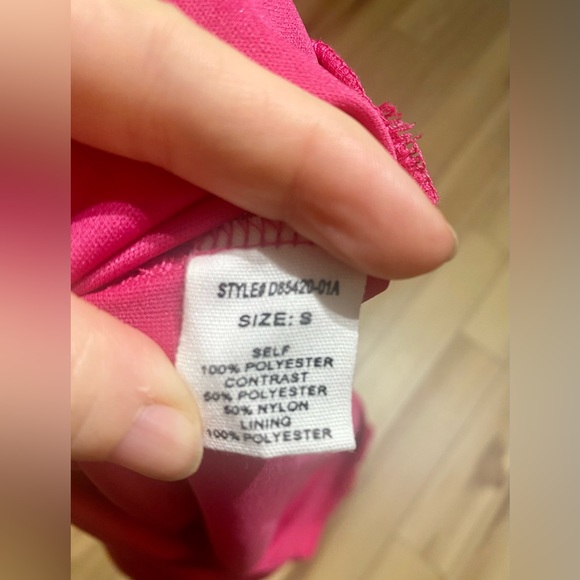 STYLE# D85420-01A
SIZE: S
SELF
100% POLYESTER
CONTRAST
50% POLYESTER
50% NYLON
LINING
100% POLYESTER